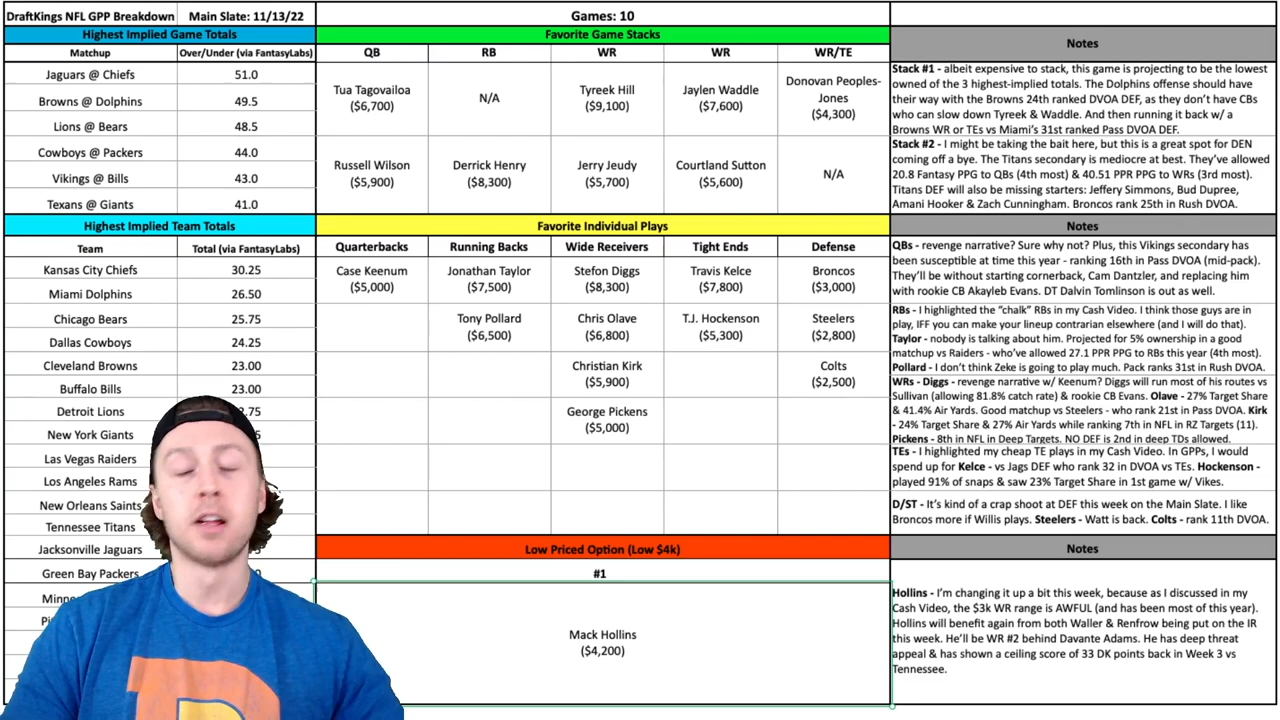 DraftKings NFL GPP Breakdown Main Slate: 11/13/22 Games: 10
Highest Implied Game Totals Favorite Game Stacks Notes
Matchup Over/Under (via FantasyLabs) QB RB WR WR WR/TE
Jaguars @ Chiefs 51.0
Browns @ Dolphins 49.5
Lions @ Bears 48.5
Cowboys @ Packers 44.0
Vikings @ Bills 43.0
Texans @ Giants 41.0
Tua Tagovailoa
($6,700)
N/A
Tyreek Hill
($9,100)
Jaylen Waddle
($7,600)
Donovan Peoples-
Jones
($4,300)
Stack #1 - albeit expensive to stack, this game is projecting to be the lowest
owned of the 3 highest-implied totals. The Dolphins offense should have
their way with the Browns 24th ranked DVOA DEF, as they don't have CBs
who can slow down Tyreek & Waddle. And then running it back w/ a
Browns WR or TEs vs Miami's 31st ranked Pass DVOA DEF.
Russell Wilson
($5,900)
Derrick Henry
($8,300)
Jerry Jeudy
($5,700)
Courtland Sutton
($5,600)
N/A
Stack #2 - I might be taking the bait here, but this is a great spot for DEN
coming off a bye. The Titans secondary is mediocre at best. They've allowed
20.8 Fantasy PPG to QBs (4th most) & 40.51 PPR PPG to WRs (3rd most).
Titans DEF will also be missing starters: Jeffery Simmons, Bud Dupree,
Amani Hooker & Zach Cunningham. Broncos rank 25th in Rush DVOA.
Highest Implied Team Totals Favorite Individual Plays Notes
Team Total (via FantasyLabs) Quarterbacks Running Backs Wide Receivers Tight Ends Defense
Kansas City Chiefs 30.25
Miami Dolphins 26.50
Chicago Bears 25.75
Dallas Cowboys 24.25
Cleveland Browns 23.00
Buffalo Bills 23.00
Detroit Lions .75
New York Giants
Las Vegas Raiders
Los Angeles Rams
New Orleans Saints
Tennessee Titans
Jacksonville Jaguars
Green Bay Packers
Case Keenum
($5,000)
Jonathan Taylor
($7,500)
Stefon Diggs
($8,300)
Travis Kelce
($7,800)
Broncos
($3,000)
Tony Pollard
($6,500)
Chris Olave
($6,800)
T.J. Hockenson
($5,300)
Steelers
($2,800)
Christian Kirk
($5,900)
Colts
($2,500)
George Pickens
($5,000)
QBs - revenge narrative? Sure why not? Plus, this Vikings secondary has
been susceptible at time this year - ranking 16th in Pass DVOA (mid-pack).
They'll be without starting cornerback, Cam Dantzler, and replacing him
with rookie CB Akayleb Evans. DT Dalvin Tomlinson is out as well.
RBs - I highlighted the "chalk" RBs in my Cash Video. I think those guys are in
play, IFF you can make your lineup contrarian elsewhere (and I will do that).
Taylor - nobody is talking about him. Projected for 5% ownership in a good
matchup vs Raiders - who've allowed 27.1 PPR PPG to RBs this year (4th most).
Pollard - I don't think Zeke is going to play much. Pack ranks 31st in Rush DVOA.
WRs - Diggs - revenge narrative w/ Keenum? Diggs will run most of his routes vs
Sullivan (allowing 81.8% catch rate) & rookie CB Evans. Olave - 27% Target Share
& 41.4% Air Yards. Good matchup vs Steelers - who rank 21st in Pass DVOA. Kirk
- 24% Target Share & 27% Air Yards while ranking 7th in NFL in RZ Targets (11).
Pickens - 8th in NFL in Deep Targets. NO DEF is 2nd in deep TDs allowed.
TEs - I highlighted my cheap TE plays in my Cash Video. In GPPs, I would
spend up for Kelce - vs Jags DEF who rank 32 in DVOA vs TEs. Hockenson -
played 91% of snaps & saw 23% Target Share in 1st game w/ Vikes.
D/ST - It's kind of a crap shoot at DEF this week on the Main Slate. I like
Broncos more if Willis plays. Steelers - Watt is back. Colts - rank 11th DVOA.
Low Priced Option (Low $4k) Notes
#1
Mack Hollins
($4,200)
Hollins - I'm changing it up a bit this week, because as I discussed in my
Cash Video, the $3k WR range is AWFUL (and has been most of this year).
Hollins will benefit again from both Waller & Renfrow being put on the IR
this week. He'll be WR #2 behind Davante Adams. He has deep threat
appeal & has shown a ceiling score of 33 DK points back in Week 3 vs
Tennessee.